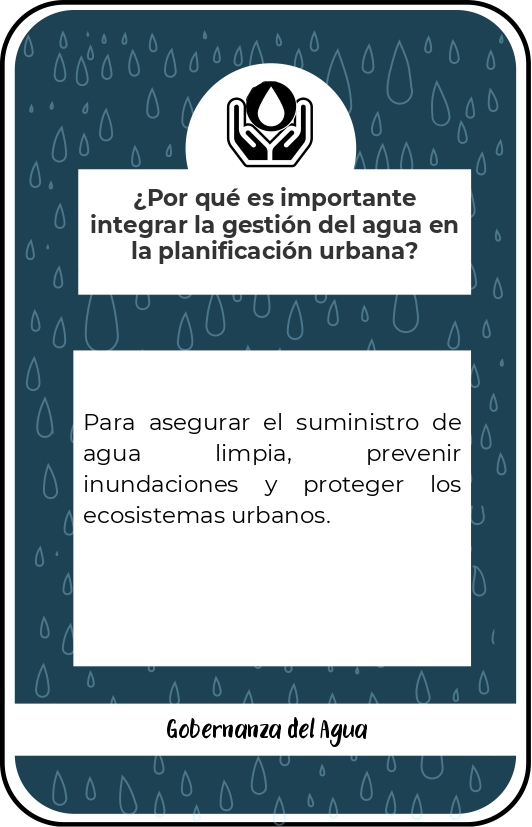 ¿Por qué es importante
integrar la gestión del agua en
la planificación urbana?
Para asegurar el suministro de
agua limpia, prevenir
inundaciones y proteger los
ecosistemas urbanos.
Gobernanza del Agua